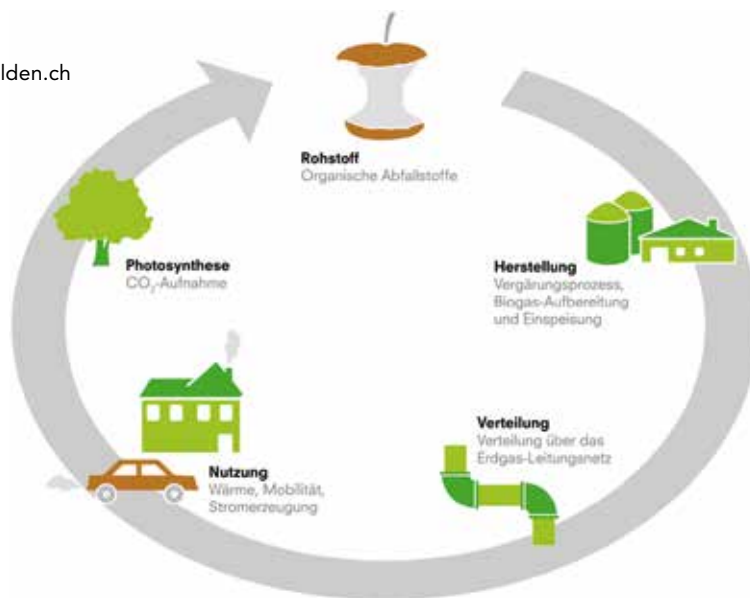 lden.ch
Rohstoff
Organische Abfallstoffe
Herstellung
Vergärungsprozess,
Biogas-Aufbereitung
und Einspeisung
Verteilung
Verteilung über das
Erdgas-Leitungsnetz
Nutzung
Wärme, Mobilität,
Stromerzeugung
Photosynthese
CO₂-Aufnahme